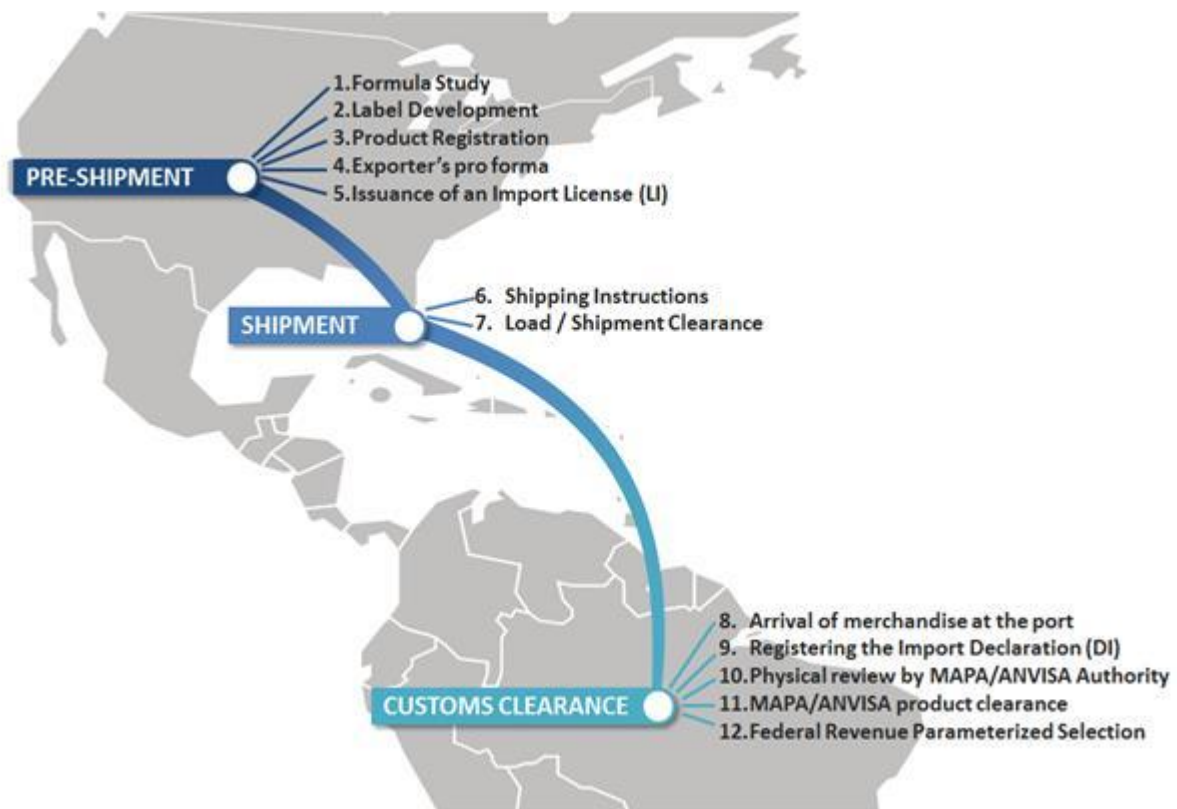 1.Formula Study
2.Label Development
3.Product Registration
PRE-SHIPMENT
4.Exporter's pro forma
5.Issuance of an Import License (LI)
6. Shipping Instructions
SHIPMENT
7. Load / Shipment Clearance
8. Arrival of merchandise at the port
9. Registering the Import Declaration (DI)
10.Physical review by MAPA/ANVISA Authority
CUSTOMS CLEARANCE
11.MAPA/ANVISA product clearance
12.Federal Revenue Parameterized Selection